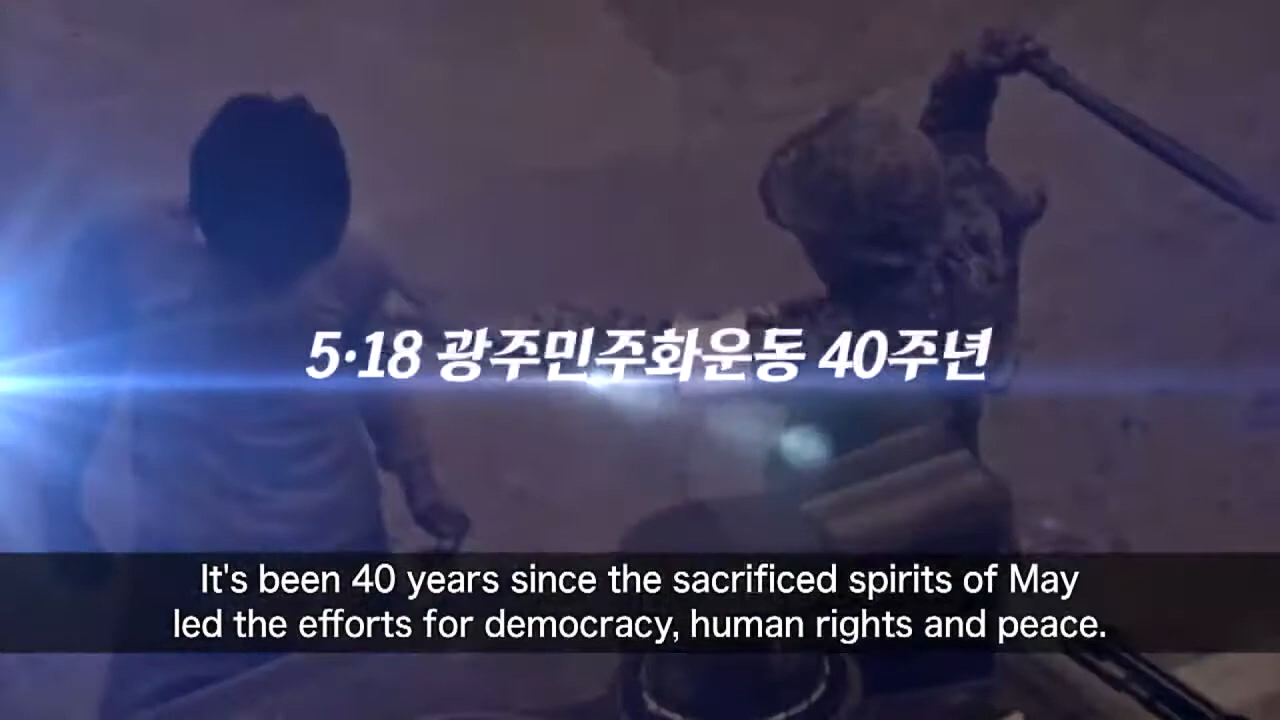 5·18 광주민주화운동 40주년
It's been 40 years since the sacrificed spirits of May
led the efforts for democracy, human rights and peace.